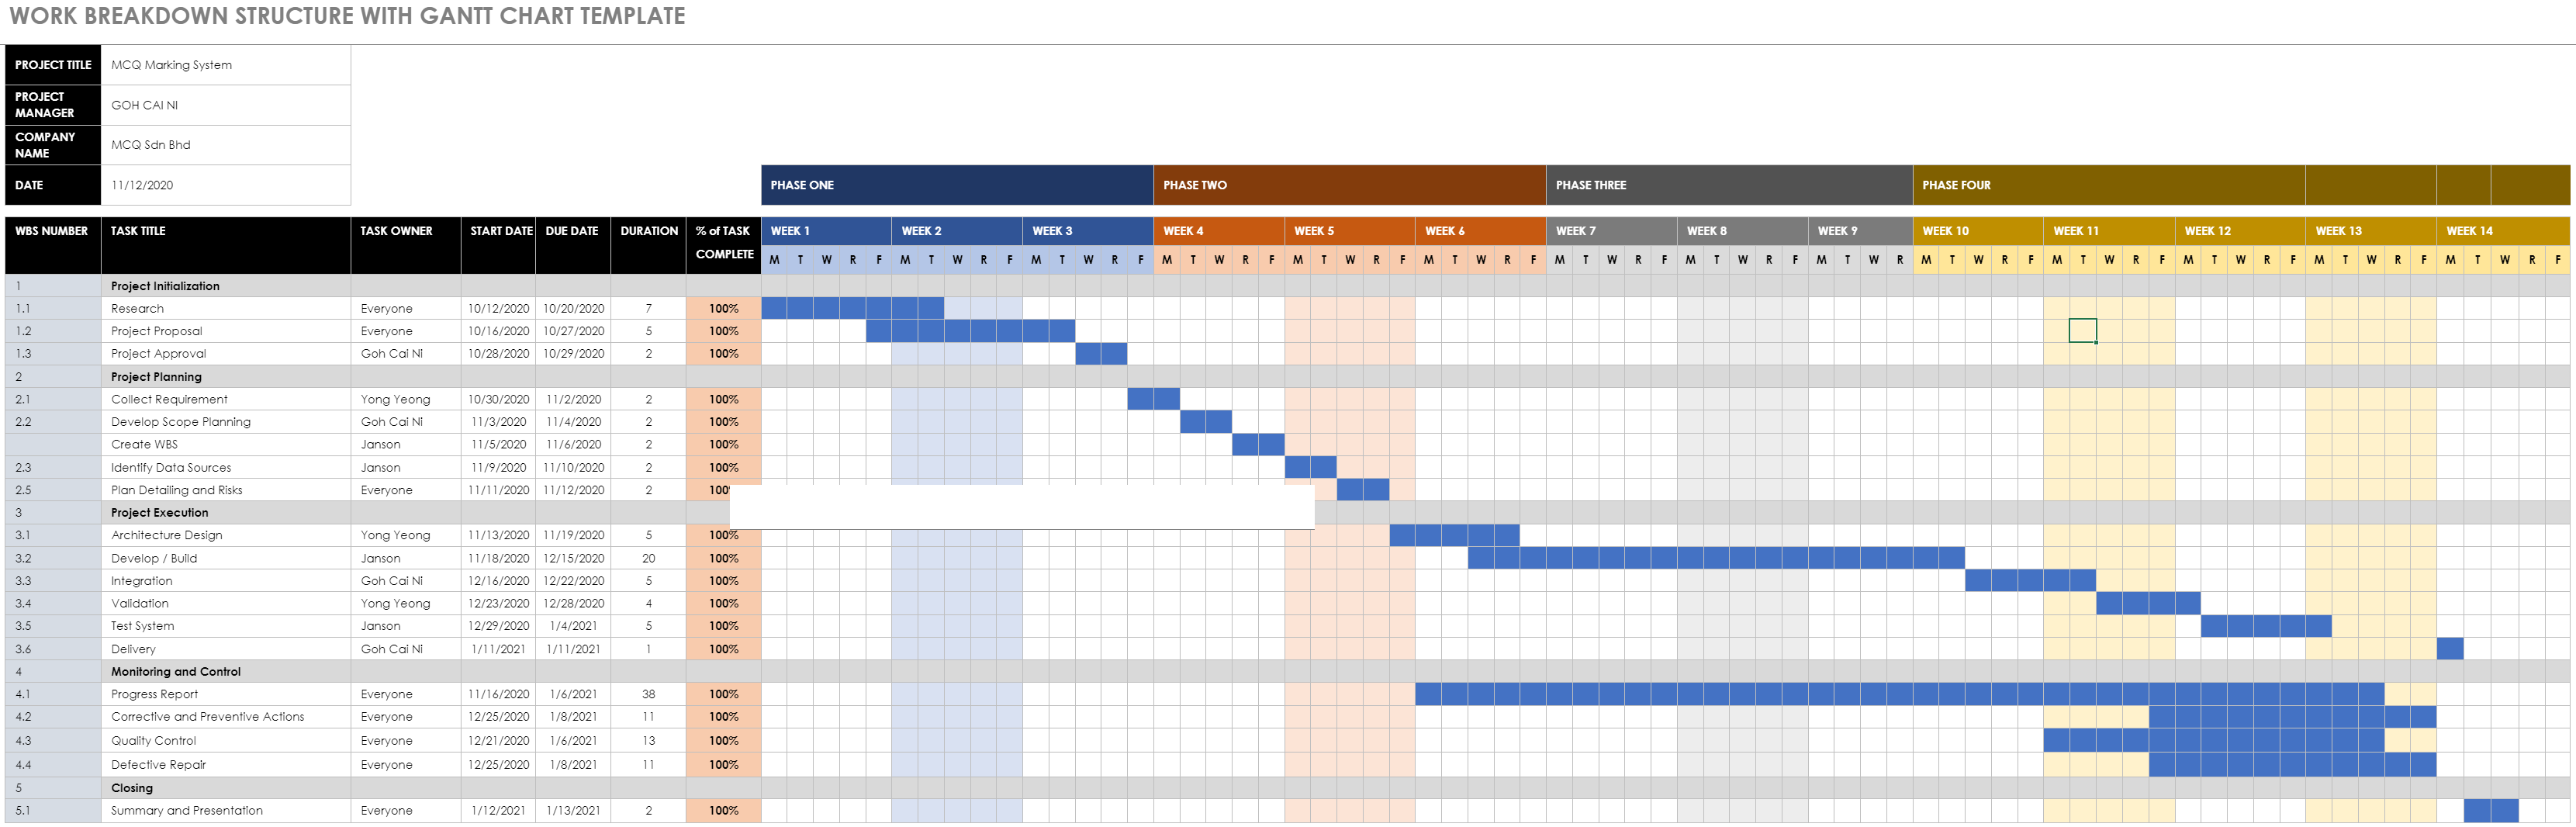 WORK BREAKDOWN STRUCTURE WITH GANTT CHART TEMPLATE
PROJECT TITLE MCQ Marking System
PROJECT MANAGER GOH CAI NI
COMPANY NAME MCQ Sdn Bhd
DATE 11/12/2020
PHASE ONE PHASE TWO PHASE THREE PHASE FOUR
WBS NUMBER TASK TITLE TASK OWNER START DATE DUE DATE DURATION % of TASK COMPLETE WEEK 1 WEEK 2 WEEK 3 WEEK 4 WEEK 5 WEEK 6 WEEK 7 WEEK 8 WEEK 9 WEEK 10 WEEK 11 WEEK 12 WEEK 13 WEEK 14
M T W R F M T W R F M T W R F M T W R F M T W R F M T W R F M T W R F M T W R F M T W R M T W R F M T W R F M T W R F M T W R F M T W R F
1 Project Initialization
1.1 Research Everyone 10/12/2020 10/20/2020 7 100%
1.2 Project Proposal Everyone 10/16/2020 10/27/2020 5 100%
1.3 Project Approval Goh Cai Ni 10/28/2020 10/29/2020 2 100%
2 Project Planning
2.1 Collect Requirement Yong Yeong 10/30/2020 11/2/2020 2 100%
2.2 Develop Scope Planning Goh Cai Ni 11/3/2020 11/4/2020 2 100%
Create WBS Janson 11/5/2020 11/6/2020 2 100%
2.3 Identify Data Sources Janson 11/9/2020 11/10/2020 2 100%
2.5 Plan Detailing and Risks Everyone 11/11/2020 11/12/2020 2 100
3 Project Execution
3.1 Architecture Design Yong Yeong 11/13/2020 11/19/2020 5 100%
3.2 Develop / Build Janson 11/18/2020 12/15/2020 20 100%
3.3 Integration Goh Cai Ni 12/16/2020 12/22/2020 5 100%
3.4 Validation Yong Yeong 12/23/2020 12/28/2020 4 100%
3.5 Test System Janson 12/29/2020 1/4/2021 5 100%
3.6 Delivery Goh Cai Ni 1/11/2021 1/11/2021 1 100%
4 Monitoring and Control
4.1 Progress Report Everyone 11/16/2020 1/6/2021 38 100%
4.2 Corrective and Preventive Actions Everyone 12/25/2020 1/8/2021 11 100%
4.3 Quality Control Everyone 12/21/2020 1/6/2021 13 100%
4.4 Defective Repair Everyone 12/25/2020 1/8/2021 11 100%
5 Closing
5.1 Summary and Presentation Everyone 1/12/2021 1/13/2021 2 100%